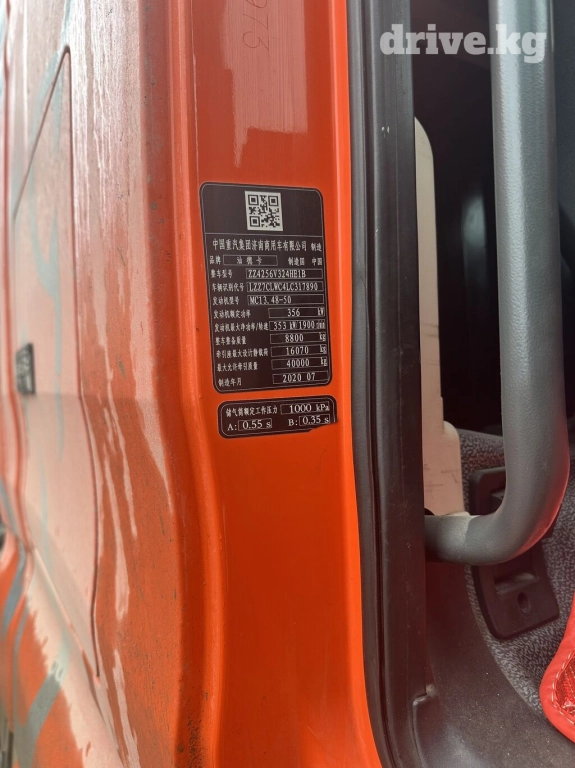 drive.kg
973
中国重汽集团济南商用车有限公司 制造
品牌 汕德卡 制造国 中国
整车型号 ZZ4256V324HE1B
车辆识别代号 LZZ7CLWC4LC317890
发动机型号 MC13.48-50
发动机额定功率 356 kW
发动机最大净功率/转速 353 kW 1900 r/min
整车整备质量 8800 kg
牵引座最大设计静载荷 16070 kg
最大允许牵引质量 40000 kg
制造年月 2020 07
储气筒额定工作压力 1000 kPa
A: 0.55 s B: 0.35 s